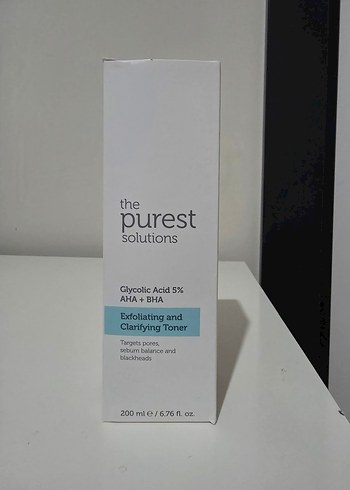 the
purest
solutions
Glycolic Acid 5%
AHA + BHA
Exfoliating and
Clarifying Toner
Targets pores,
sebum balance and
blackheads
200 ml ℮ / 6.76 fl. oz.